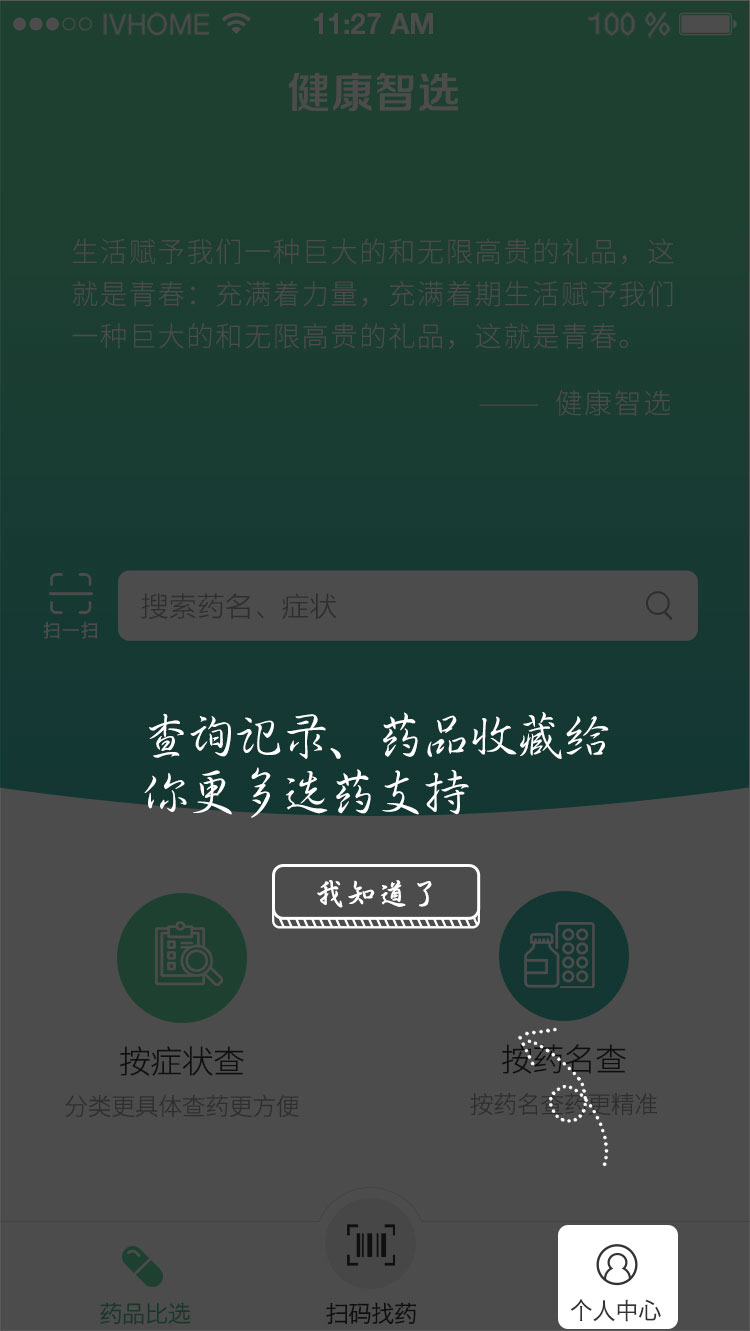 IVHOME 11:27 AM 100 %
健康智选
生活赋予我们一种巨大的和无限高贵的礼品，这
就是青春：充满着力量，充满着期生活赋予我们
一种巨大的和无限高贵的礼品，这就是青春。
—— 健康智选
扫一扫
搜索药名、症状
查询记录、药品收藏给
你更多选药支持
我知道了
按症状查
按药名查
分类更具体查药更方便
按药名查药更精准
药品比选
扫码找药
个人中心